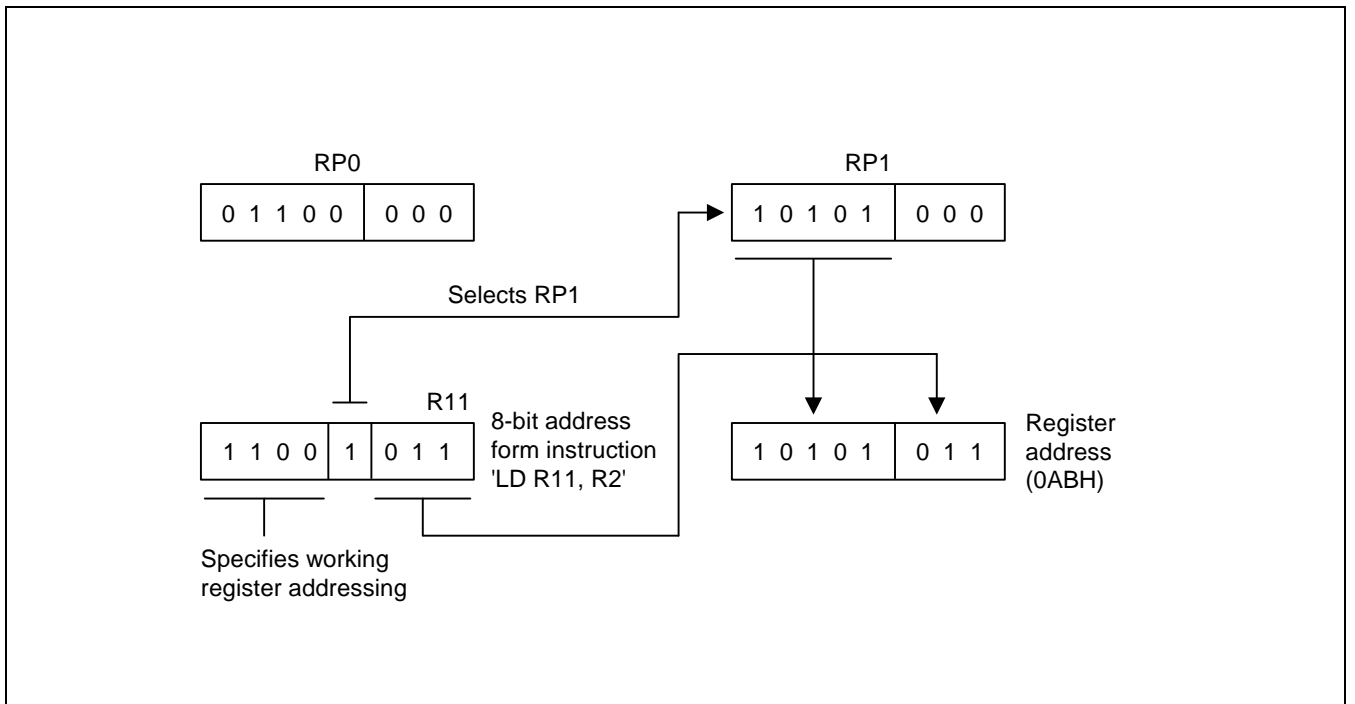 RP0
0 1 1 0 0 0 0 0
RP1
1 0 1 0 1 0 0 0
Selects RP1
R11
1 1 0 0 1 0 1 1
8-bit address
form instruction
'LD R11, R2'
1 0 1 0 1 0 1 1
Register
address
(0ABH)
Specifies working
register addressing